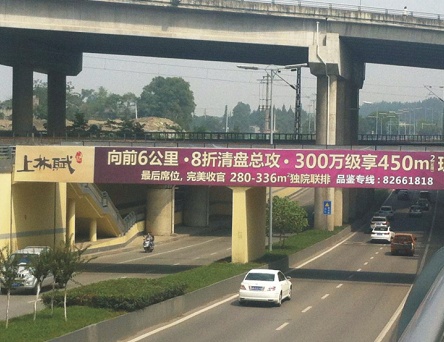 上林赋
向前6公里·8折清盘总攻·300万级享450m²
最后席位,完美收官 280-336m²独院联排 品鉴专线:82661818